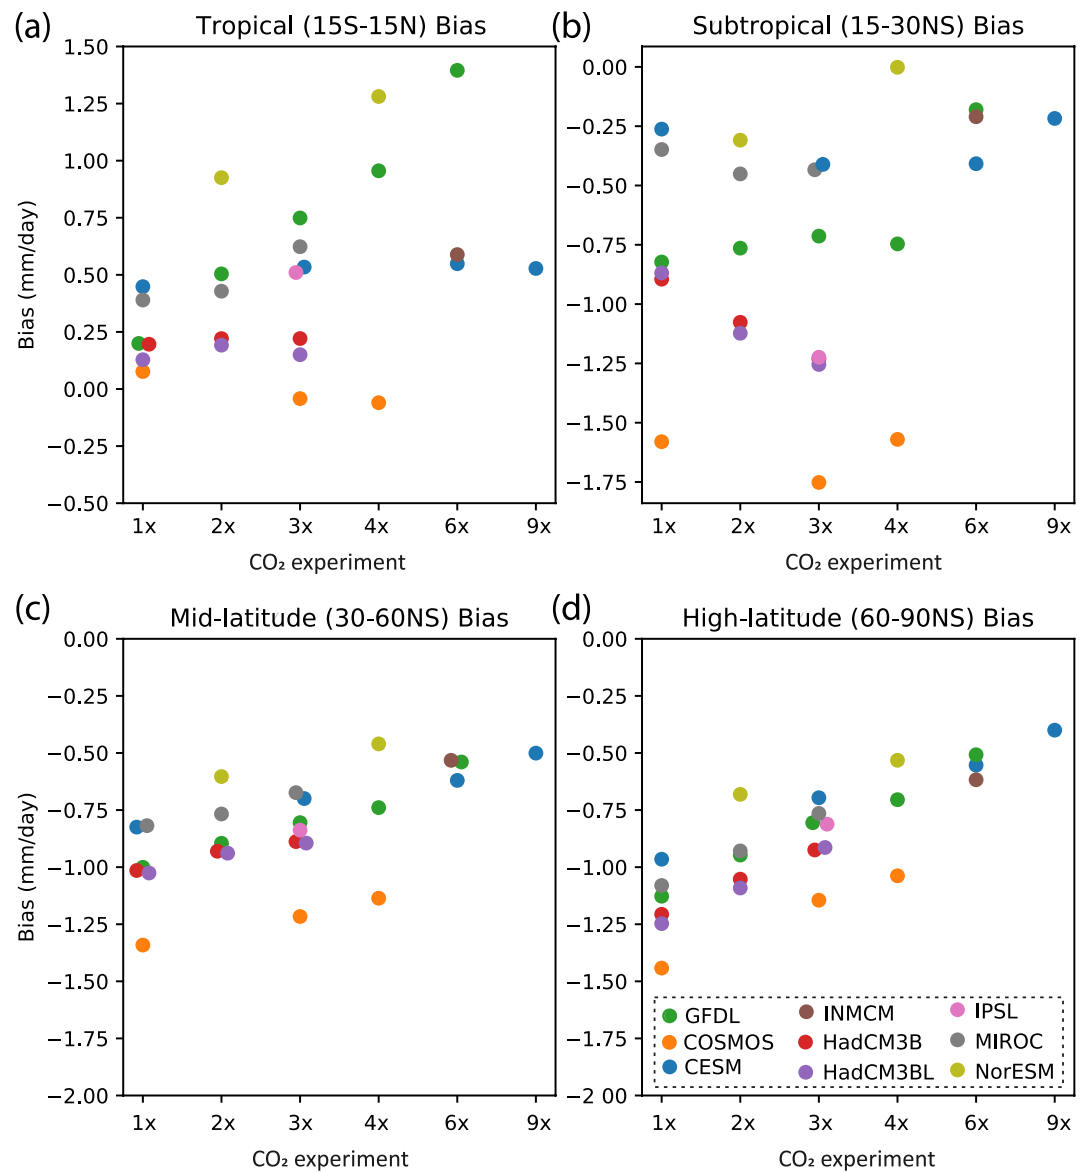 (a) Tropical (15S-15N) Bias
1.50
1.25
1.00
0.75
0.50
0.25
0.00
−0.25
−0.50
Bias (mm/day)
1x 2x 3x 4x 6x 9x
CO₂ experiment
(b) Subtropical (15-30NS) Bias
0.00
−0.25
−0.50
−0.75
−1.00
−1.25
−1.50
−1.75
1x 2x 3x 4x 6x 9x
CO₂ experiment
(c) Mid-latitude (30-60NS) Bias
−0.00
−0.25
−0.50
−0.75
−1.00
−1.25
−1.50
−1.75
−2.00
Bias (mm/day)
1x 2x 3x 4x 6x 9x
CO₂ experiment
(d) High-latitude (60-90NS) Bias
−0.00
−0.25
−0.50
−0.75
−1.00
−1.25
−1.50
−1.75
−2 00
GFDL
COSMOS
CESM
INMCM
HadCM3B
HadCM3BL
IPSL
MIROC
NorESM
1x 2x 3x 4x 6x 9x
CO₂ experiment